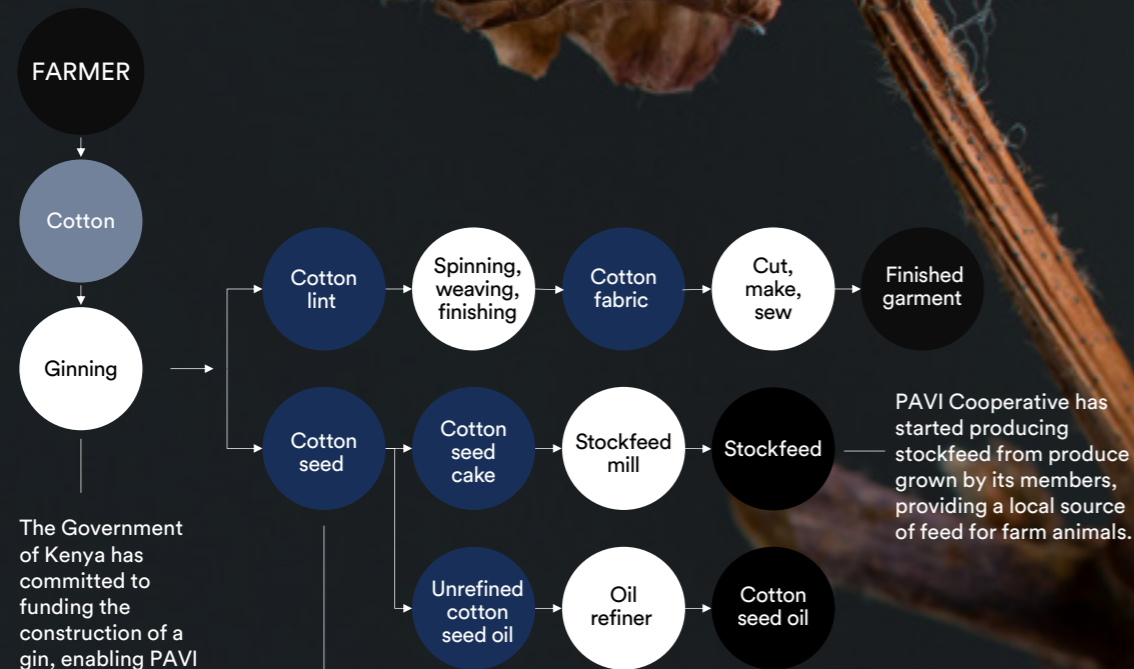 FARMER
Cotton
Ginning
Cotton
lint
Spinning,
weaving,
finishing
Cotton
fabric
Cut,
make,
sew
Finished
garment
Cotton
seed
Cotton
seed
cake
Stockfeed
mill
Stockfeed
PAVI Cooperative has
started producing
stockfeed from produce
grown by its members,
providing a local source
of feed for farm animals.
Unrefined
cotton
seed oil
Oil
refiner
Cotton
seed oil
The Government
of Kenya has
committed to
funding the
construction of a
gin, enabling PAVI